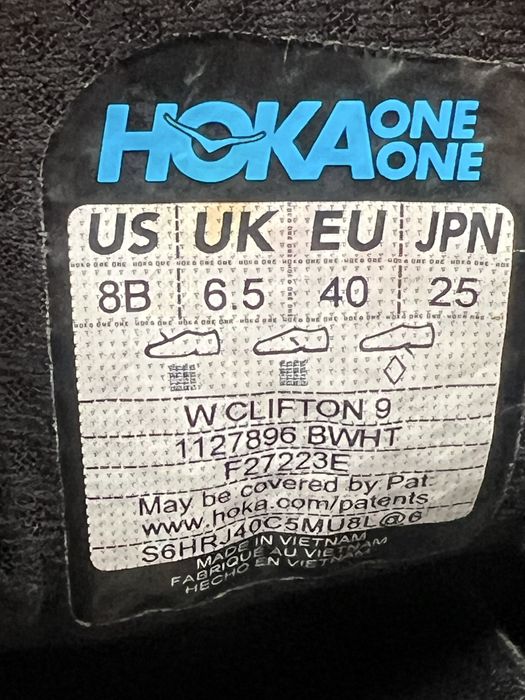 HOKA ONE ONE
US UK EU JPN
8B 6.5 40 25
W CLIFTON 9
1127896 BWHT
F27223E
May be covered by Pat
www.hoka.com/patents
S6HRJ40C5MU8L@6
MADE IN VIETNAM
FABRIQUÉ AU VIETNAM
HECHO EN VIETNAM